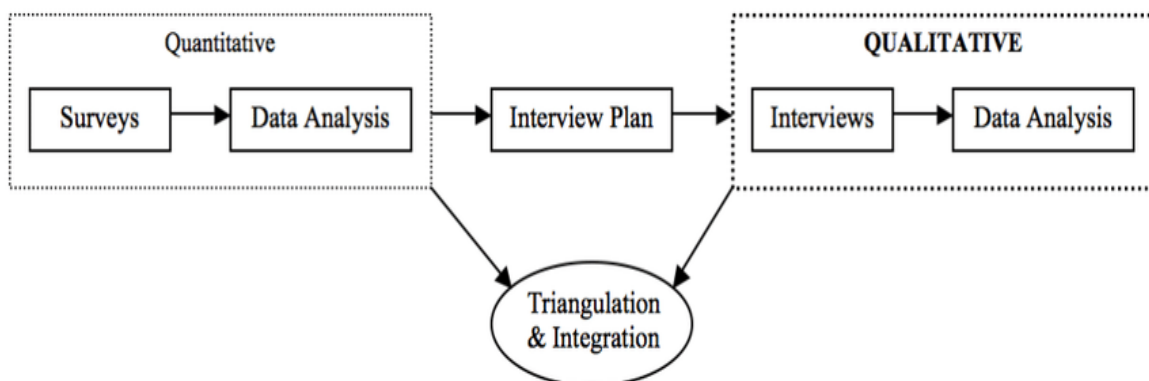 Quantitative
QUALITATIVE
Surveys
Data Analysis
Interview Plan
Interviews
Data Analysis
Triangulation
& Integration